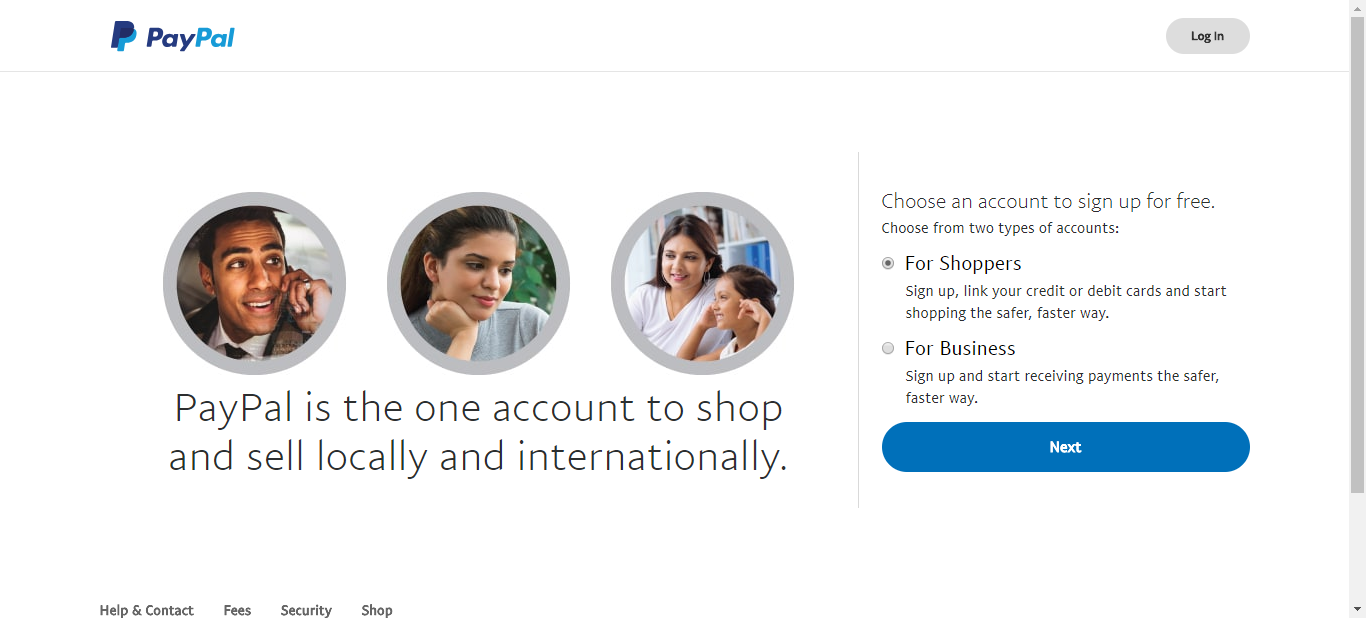 PayPal
Log In
PayPal is the one account to shop
and sell locally and internationally.
Choose an account to sign up for free.
Choose from two types of accounts:
For Shoppers
Sign up, link your credit or debit cards and start
shopping the safer, faster way.
For Business
Sign up and start receiving payments the safer,
faster way.
Next
Help & Contact
Fees
Security
Shop